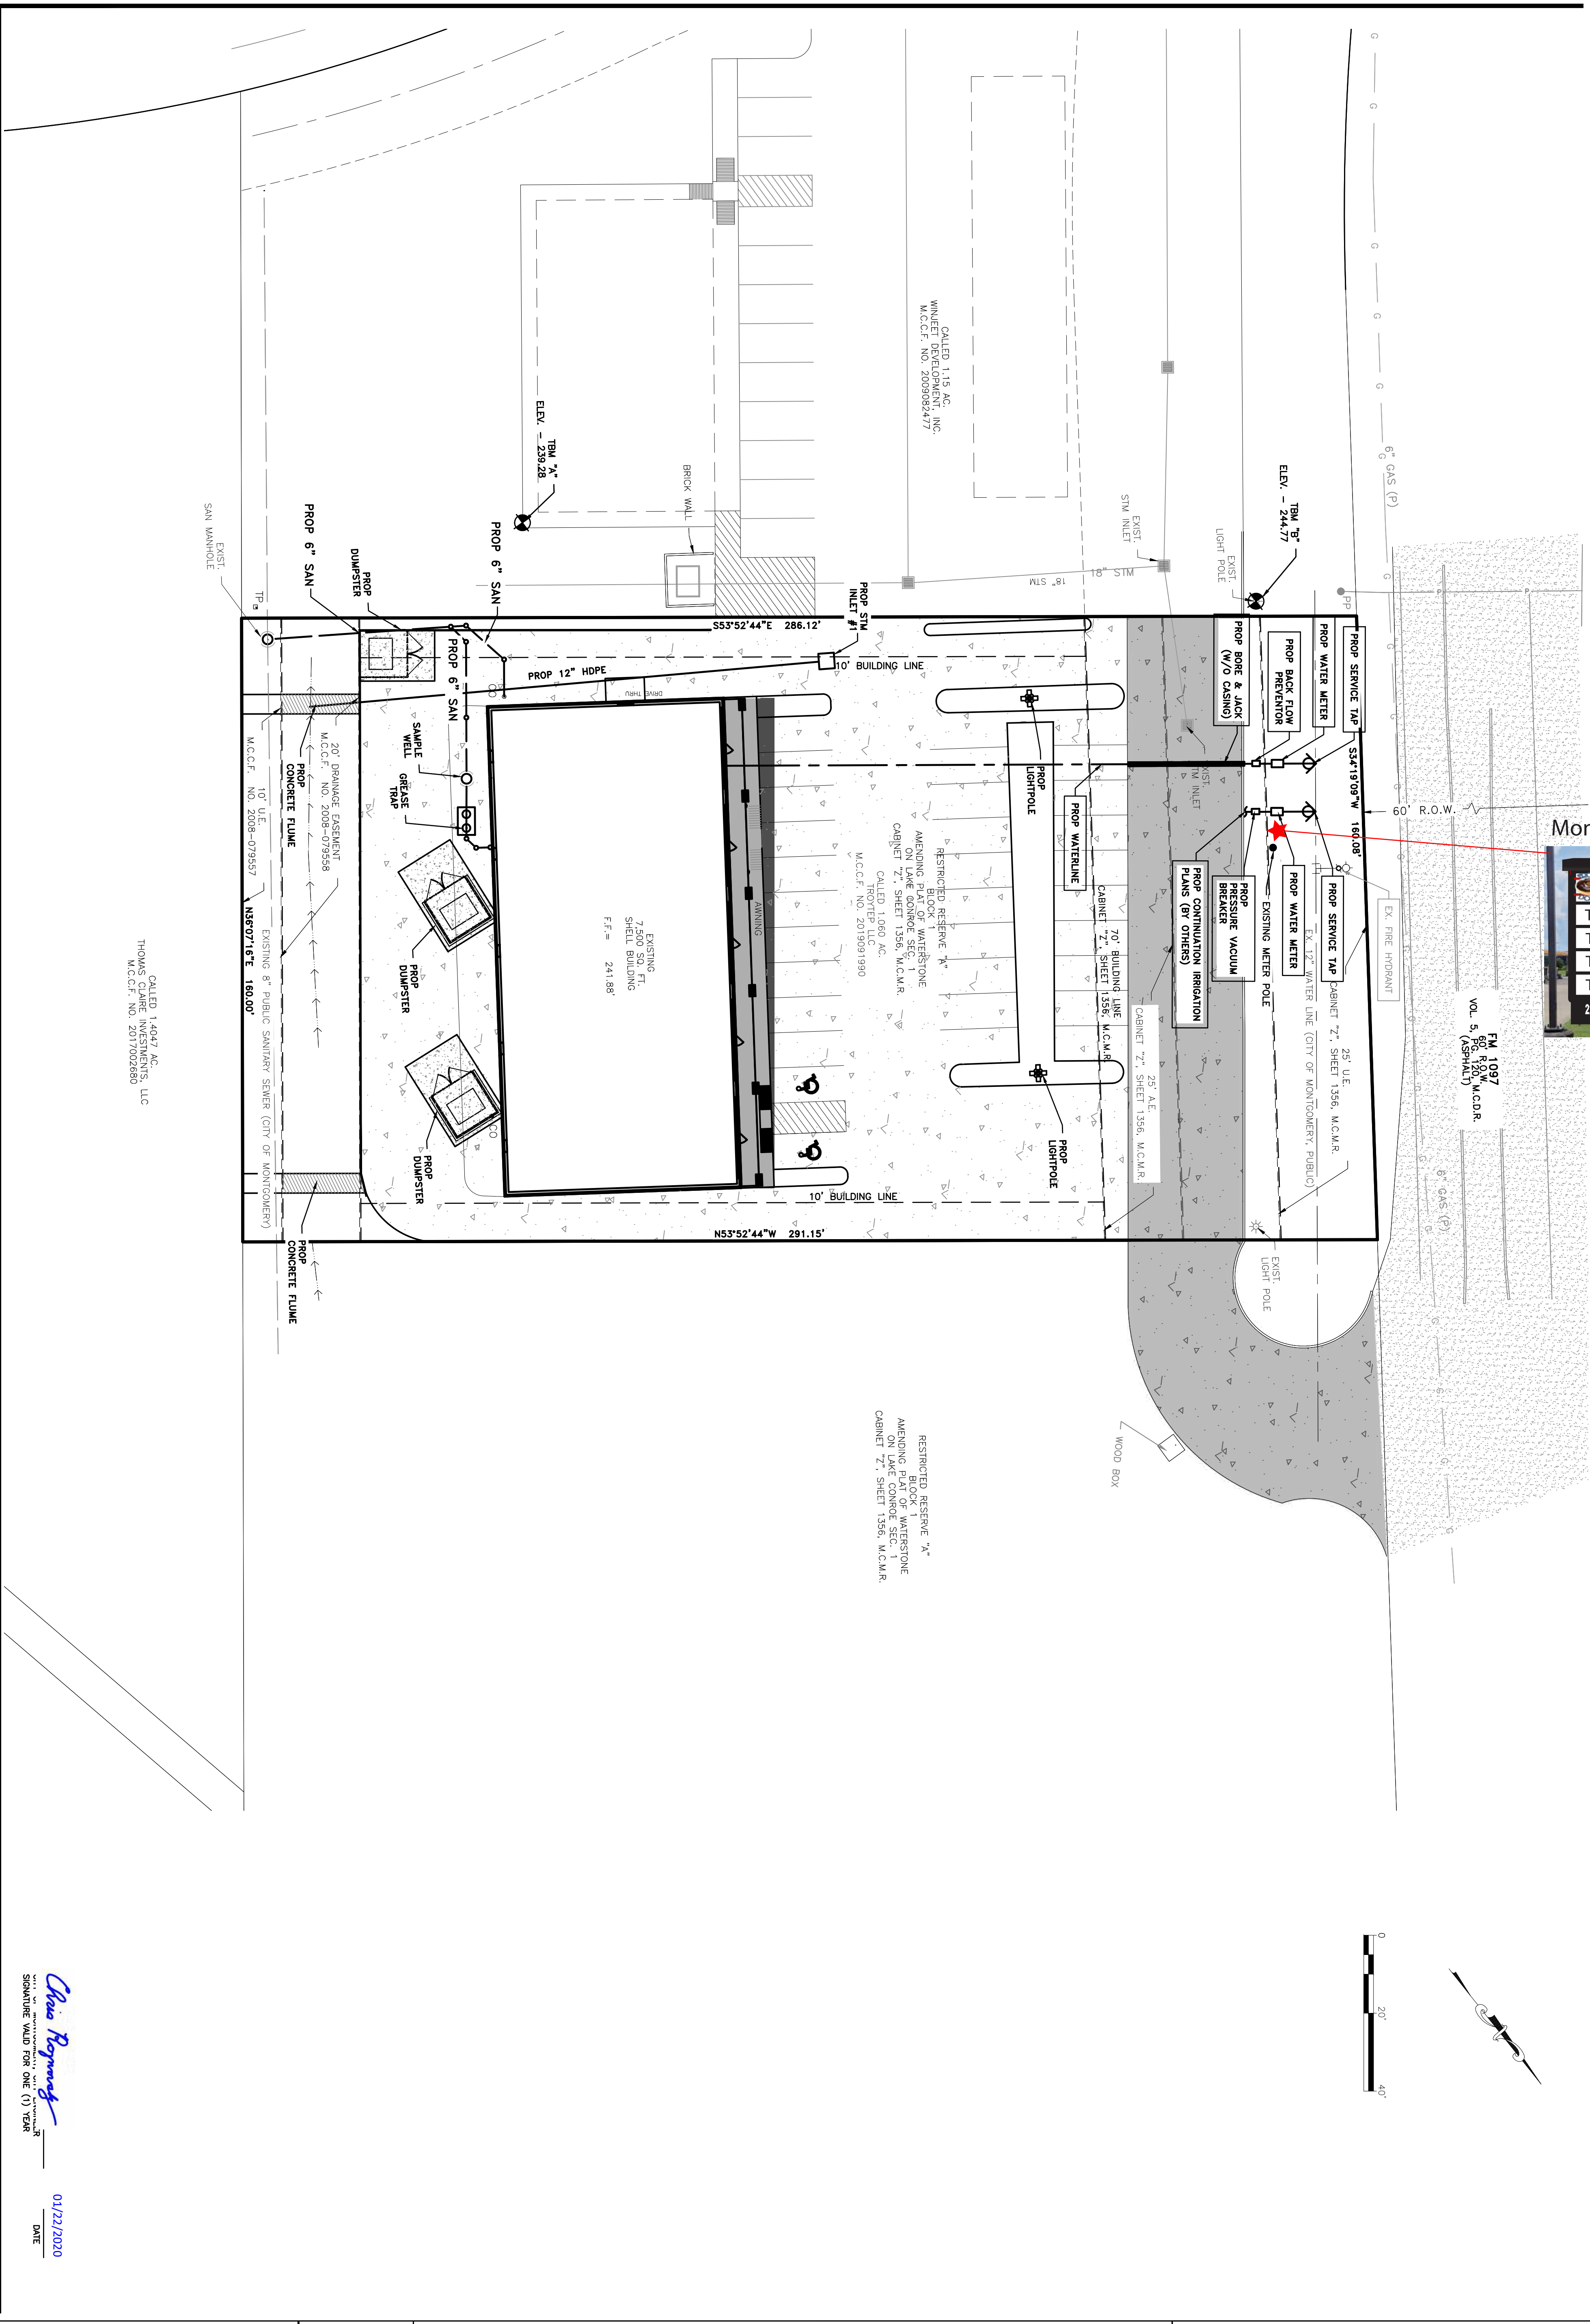 FM 1097
60' R.O.W.
VOL. 5, PG. 120, M.C.D.R.
(ASPHALT)
6" GAS (P)
6" GAS (P)
Mor
60' R.O.W.
EX. FIRE HYDRANT
PP
S34°19'09"W 160.08'
PROP SERVICE TAP
PROP WATER METER
PROP BACK FLOW
PREVENTOR
PROP BORE & JACK
(W/O CASING)
PROP SERVICE TAP
PROP WATER METER
EXISTING METER POLE
PROP
PRESSURE VACUUM
BREAKER
PROP CONTINUATION IRRIGATION
PLANS (BY OTHERS)
25' U.E.
CABINET "Z", SHEET 1356, M.C.M.R.
EX. 12" WATER LINE (CITY OF MONTGOMERY, PUBLIC)
TBM "B"
ELEV. - 244.77
EXIST.
LIGHT POLE
EXIST.
LIGHT POLE
18" STM
18" STM
EXIST.
STM INLET
EXIST.
STM INLET
25' A.E.
CABINET "Z", SHEET 1356, M.C.M.R.
70' BUILDING LINE
CABINET "Z", SHEET 1356, M.C.M.R.
WOOD BOX
PROP WATERLINE
PROP
LIGHTPOLE
PROP
LIGHTPOLE
CALLED 1.15 AC.
WINJEET DEVELOPMENT, INC.
M.C.C.F. NO. 2009082477
RESTRICTED RESERVE "A"
BLOCK 1
AMENDING PLAT OF WATERSTONE
ON LAKE CONROE SEC. 1
CABINET "Z", SHEET 1356, M.C.M.R.
CALLED 1.060 AC.
TROYTEP LLC
M.C.C.F. NO. 2019091990
RESTRICTED RESERVE "A"
BLOCK 1
AMENDING PLAT OF WATERSTONE
ON LAKE CONROE SEC. 1
CABINET "Z", SHEET 1356, M.C.M.R.
PROP STM
INLET #1
10' BUILDING LINE
10' BUILDING LINE
S53°52'44"E 286.12'
N53°52'44"W 291.15'
AWNING
BRICK WALL
DRIVE THRU
PROP 12" HDPE
EXISTING
7,500 SQ. FT.
SHELL BUILDING
F.F.= 241.88'
TBM "A"
ELEV. - 239.28
PROP 6" SAN
CO
CO
PROP 6" SAN
SAMPLE
WELL
GREASE
TRAP
PROP
DUMPSTER
PROP
DUMPSTER
PROP
DUMPSTER
PROP 6" SAN
20' DRAINAGE EASEMENT
M.C.C.F. NO. 2008-079558
PROP
CONCRETE FLUME
PROP
CONCRETE FLUME
EXISTING 8" PUBLIC SANITARY SEWER (CITY OF MONTGOMERY)
10' U.E.
M.C.C.F. NO. 2008-079557
TP
EXIST.
SAN MANHOLE
N36°07'16"E 160.00'
CALLED 1.4047 AC.
THOMAS CLAIRE INVESTMENTS, LLC
M.C.C.F. NO. 2017002680
0 20' 40'
01/22/2020
SIGNATURE VALID FOR ONE (1) YEAR
DATE